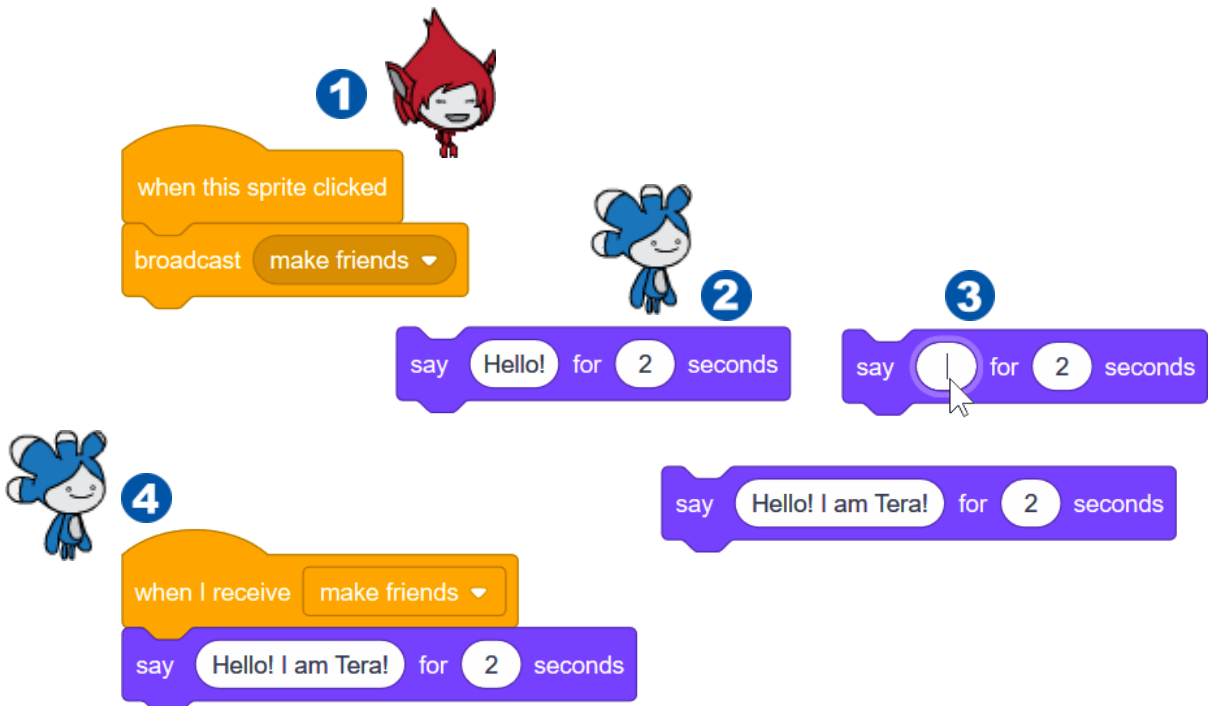 1
when this sprite clicked
broadcast make friends
2
say Hello! for 2 seconds
3
say for 2 seconds
say Hello! I am Tera! for 2 seconds
4
when I receive make friends
say Hello! I am Tera! for 2 seconds